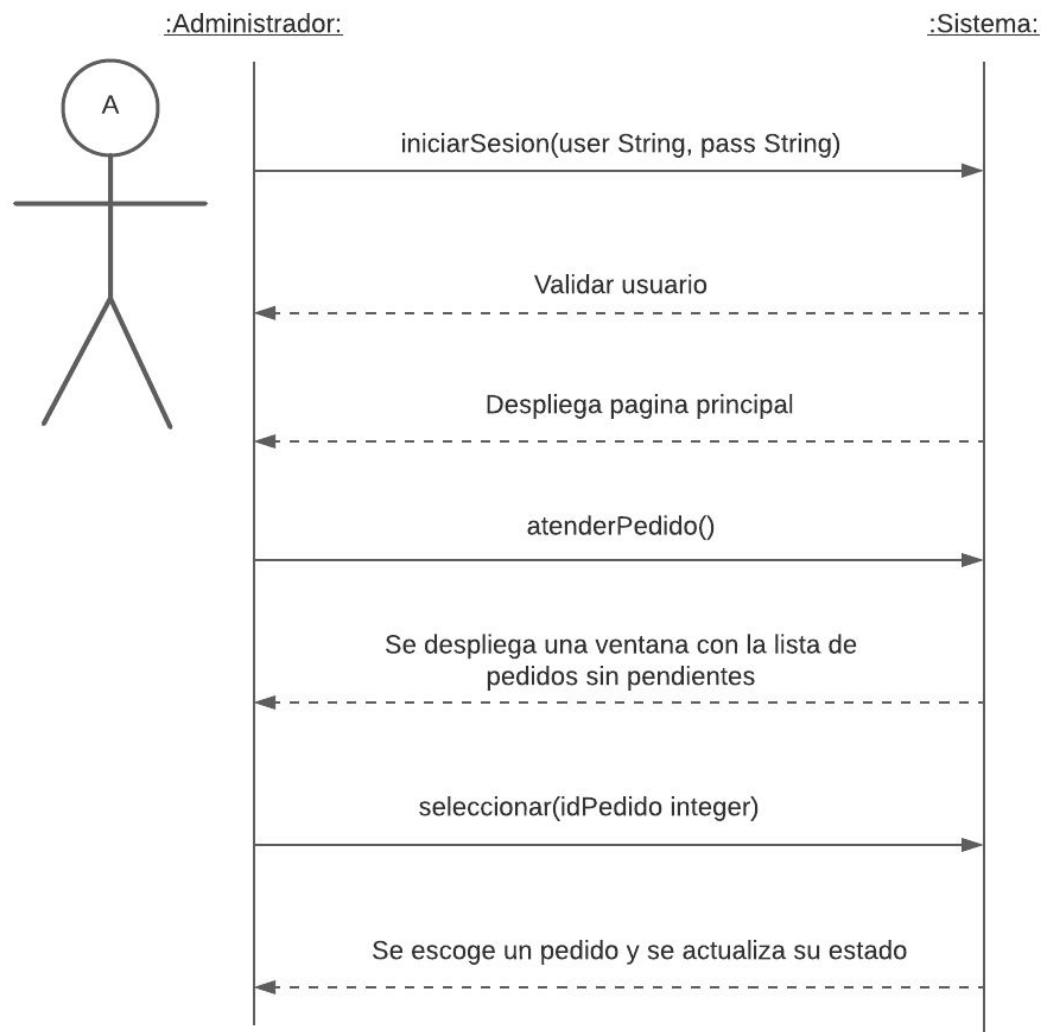 :Administrador:
:Sistema:
A
iniciarSesion(user String, pass String)
Validar usuario
Despliega pagina principal
atenderPedido()
Se despliega una ventana con la lista de
pedidos sin pendientes
seleccionar(idPedido integer)
Se escoge un pedido y se actualiza su estado